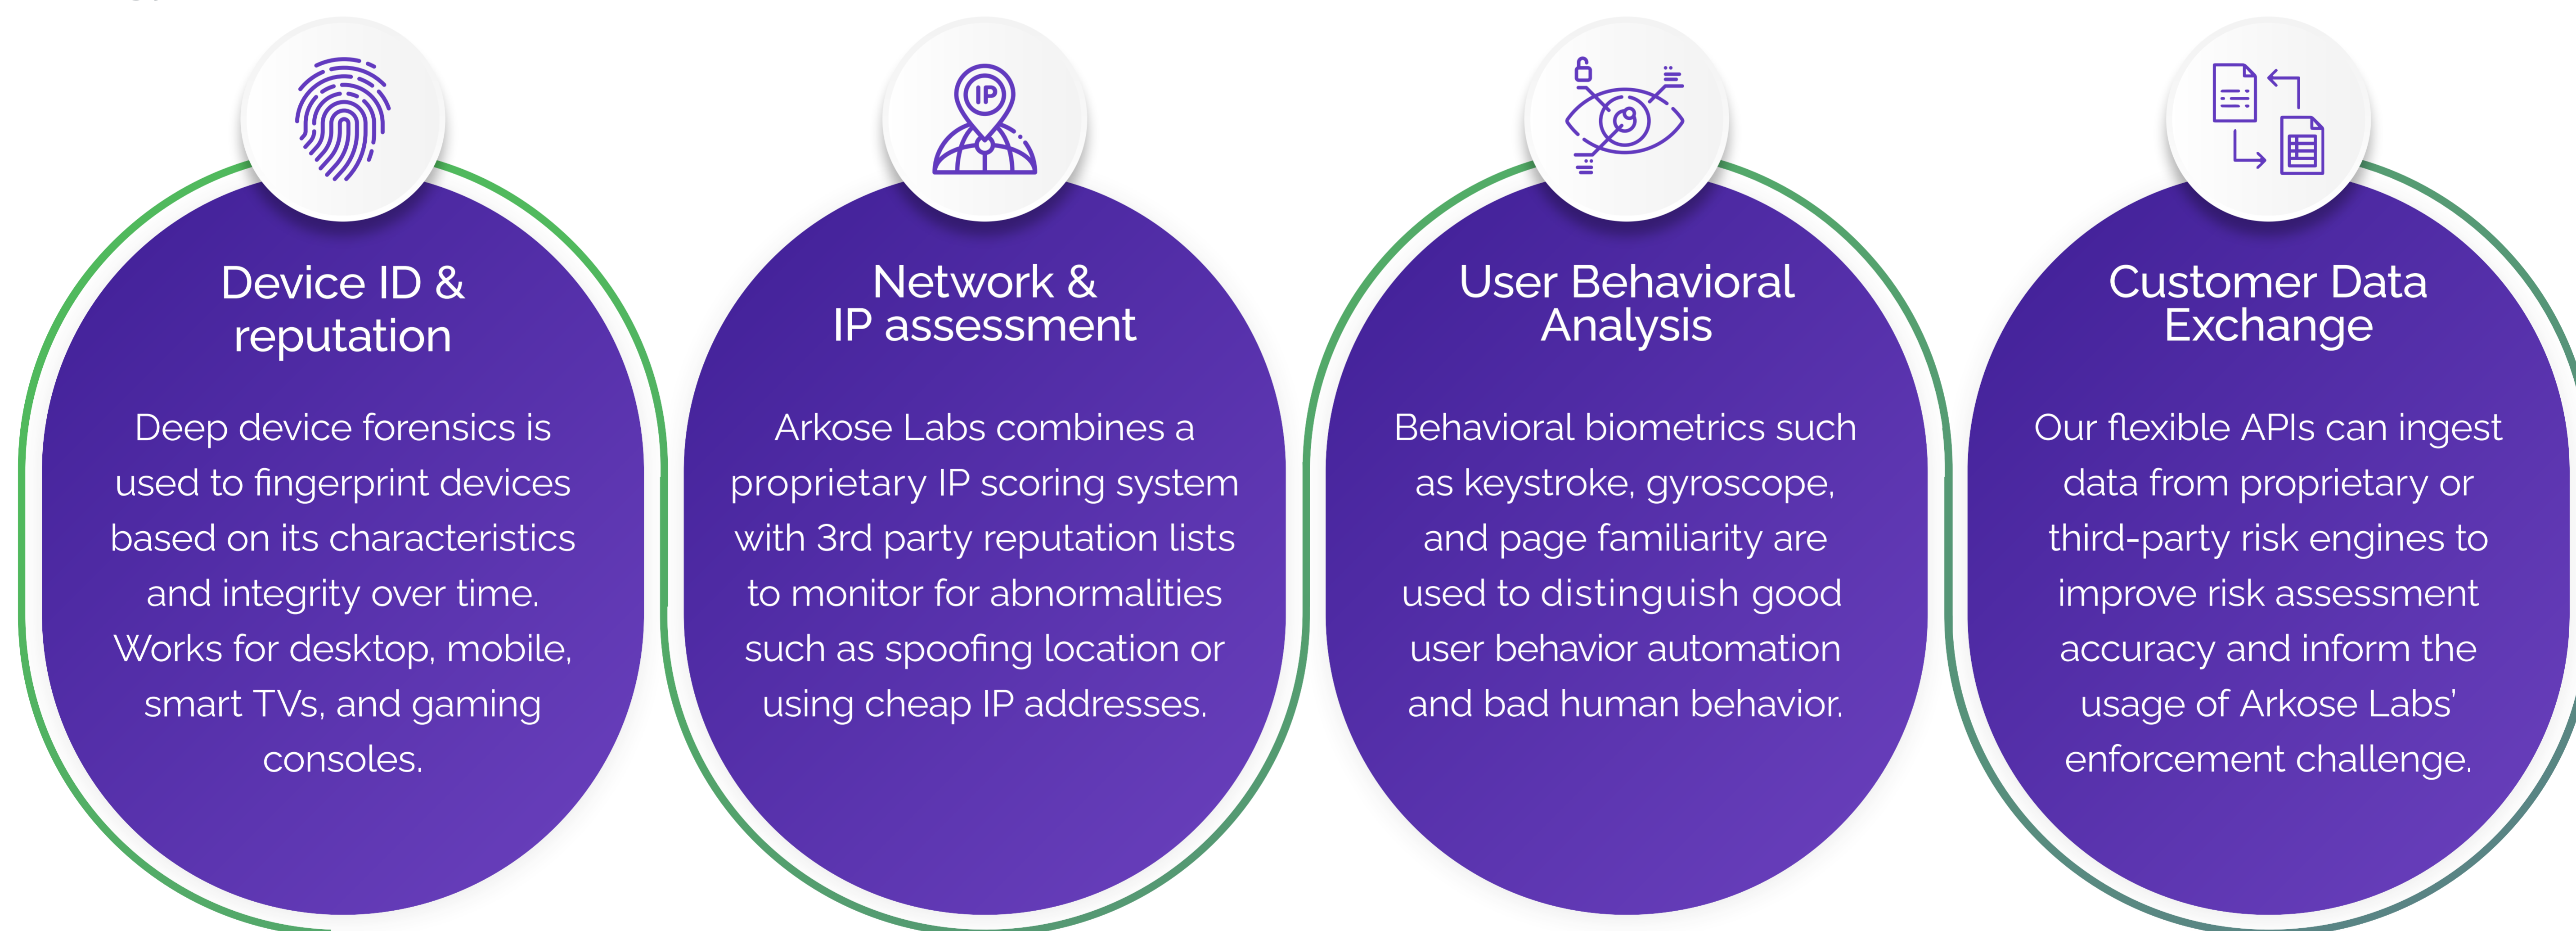 Device ID &
reputation
Deep device forensics is
used to fingerprint devices
based on its characteristics
and integrity over time.
Works for desktop, mobile,
smart TVs, and gaming
consoles.
IP
Network &
IP assessment
Arkose Labs combines a
proprietary IP scoring system
with 3rd party reputation lists
to monitor for abnormalities
such as spoofing location or
using cheap IP addresses.
User Behavioral
Analysis
Behavioral biometrics such
as keystroke, gyroscope,
and page familiarity are
used to distinguish good
user behavior automation
and bad human behavior.
Customer Data
Exchange
Our flexible APIs can ingest
data from proprietary or
third-party risk engines to
improve risk assessment
accuracy and inform the
usage of Arkose Labs’
enforcement challenge.